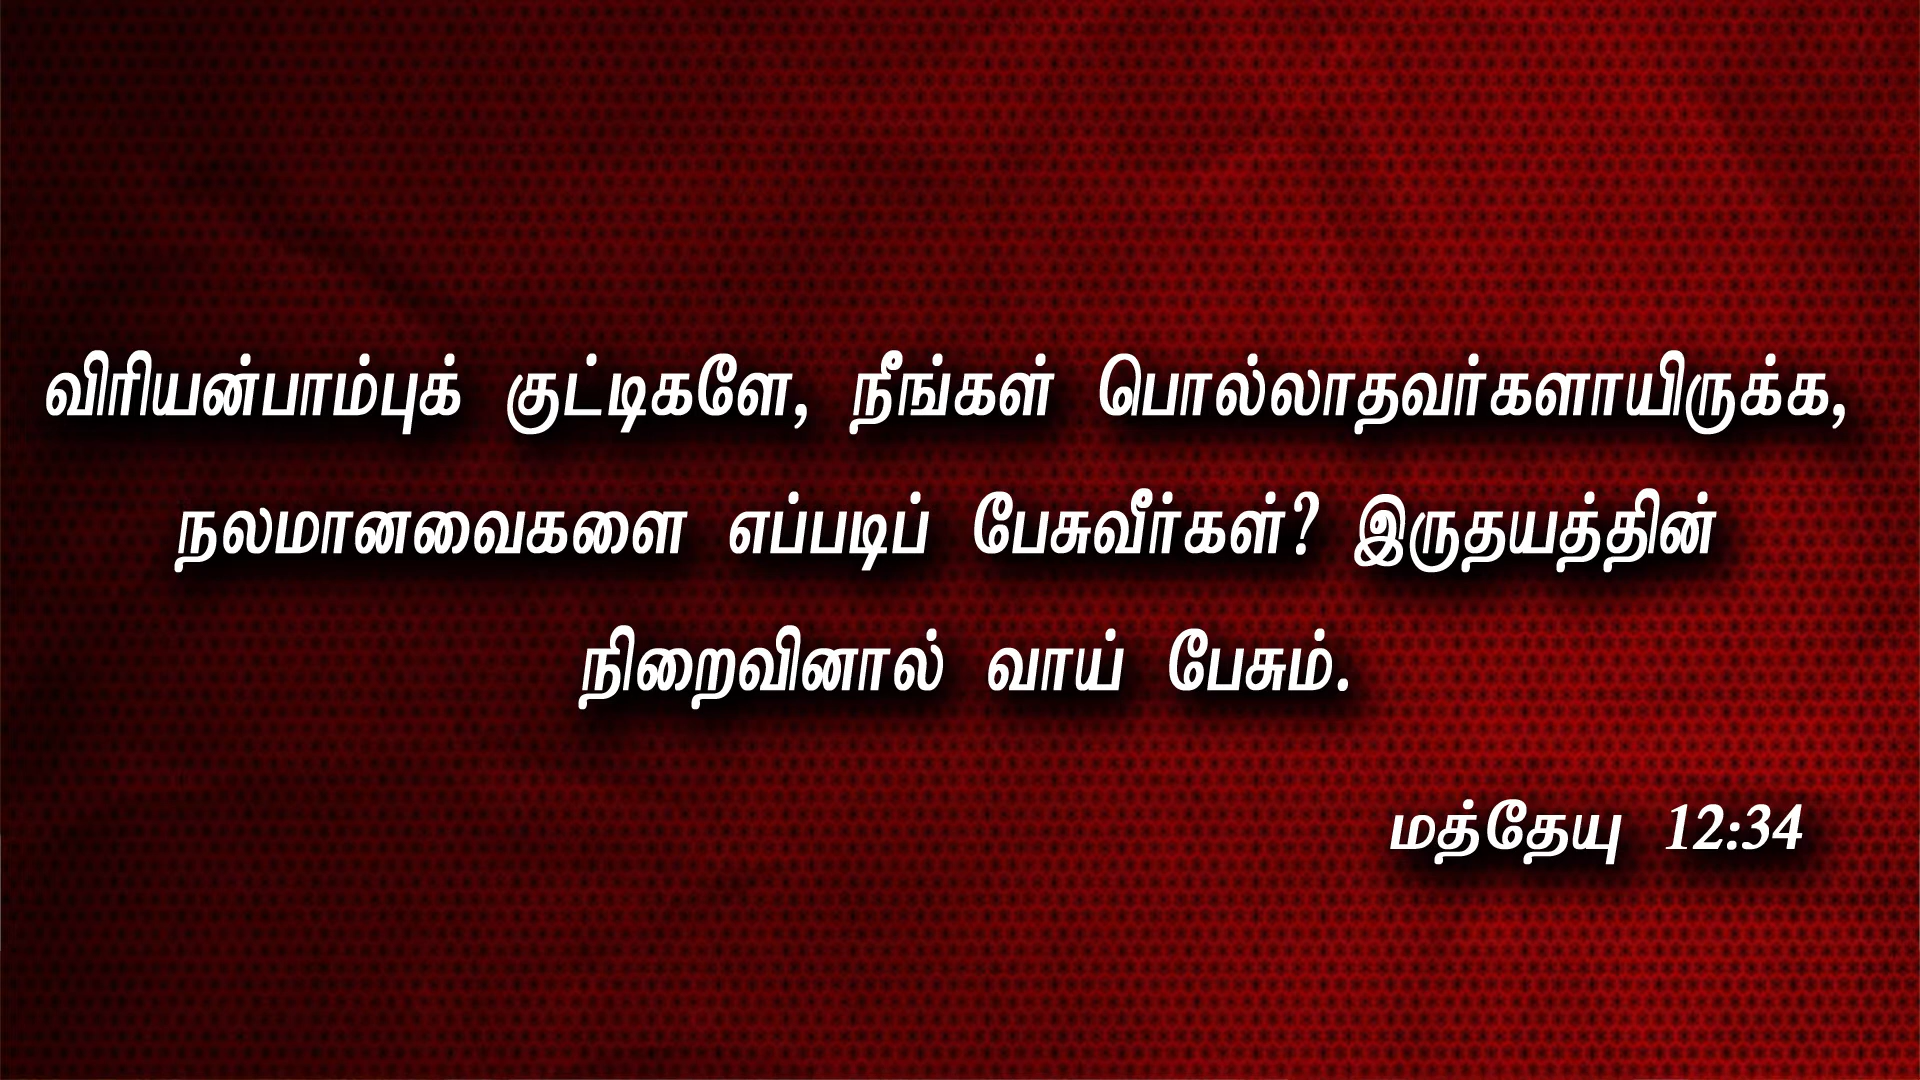 விரியன்பாம்புக் குட்டிகளே, நீங்கள் பொல்லாதவர்களாயிருக்க,
நலமானவைகளை எப்படிப் பேசுவீர்கள்? இருதயத்தின்
நிறைவினால் வாய் பேசும்.
மத்தேயு 12:34